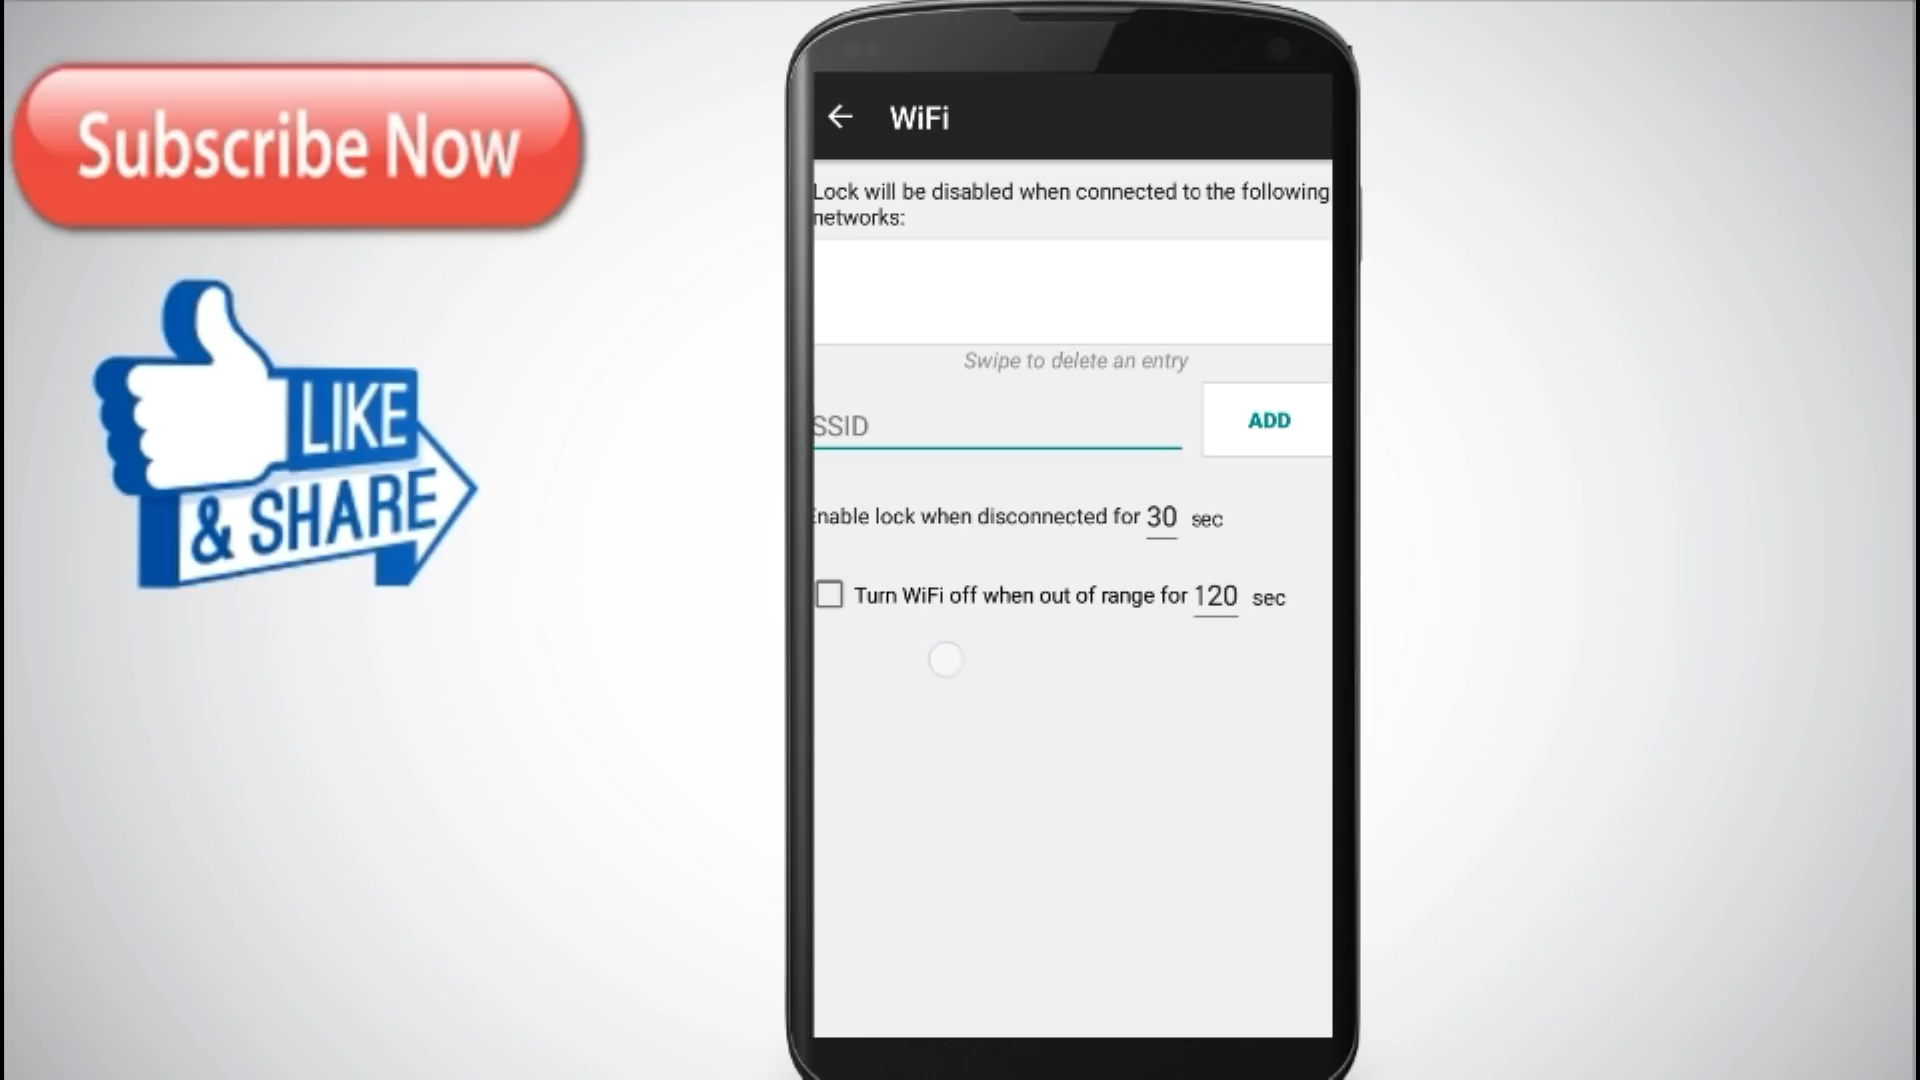 Subscribe Now
LIKE
& SHARE
WiFi
Lock will be disabled when connected to the following
networks:
Swipe to delete an entry
SSID
ADD
Enable lock when disconnected for 30 sec
Turn WiFi off when out of range for 120 sec